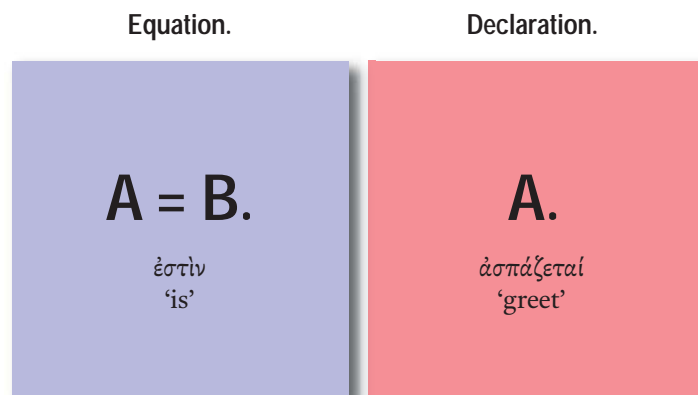 Equation.
Declaration.
A = B.
A.
ἐστὶν
‘is’
ἀσπάζεταί
‘greet’